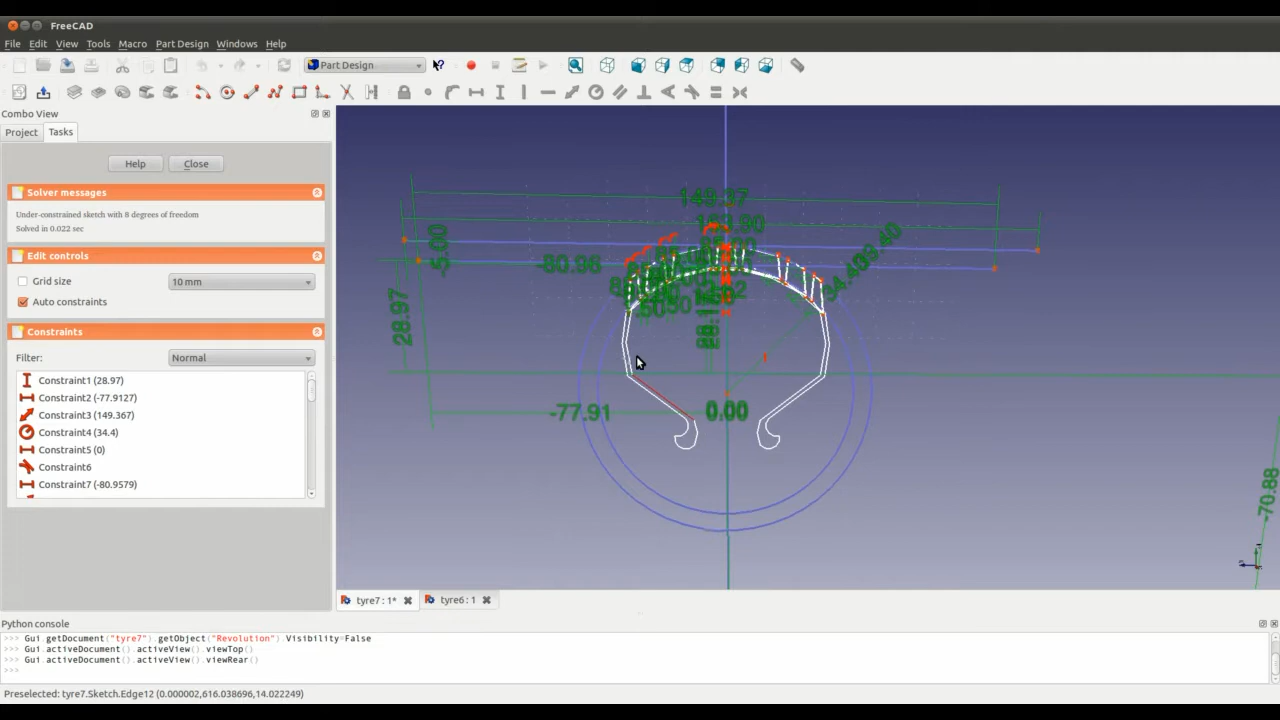 FreeCAD
File Edit View Tools Macro Part Design Windows Help
Part Design
Combo View
Project Tasks
Help Close
Solver messages
Under-constrained sketch with 8 degrees of freedom
Solved in 0.022 sec
Edit controls
Grid size 10 mm
Auto constraints
Constraints
Filter: Normal
Constraint1 (28.97)
Constraint2 (-77.9127)
Constraint3 (149.367)
Constraint4 (34.4)
Constraint5 (0)
Constraint6
Constraint7 (-80.9579)
149.37
-5.00
-80.96
28.97
-77.91
0.00
-70.88
tyre7 : 1* tyre6 : 1
Python console
>>> Gui.getDocument("tyre7").getObject("Revolution").Visibility=False
>>> Gui.activeDocument().activeView().viewTop()
>>> Gui.activeDocument().activeView().viewRear()
>>>
Preselected: tyre7.Sketch.Edge12 (0.000002,616.038696,14.022249)